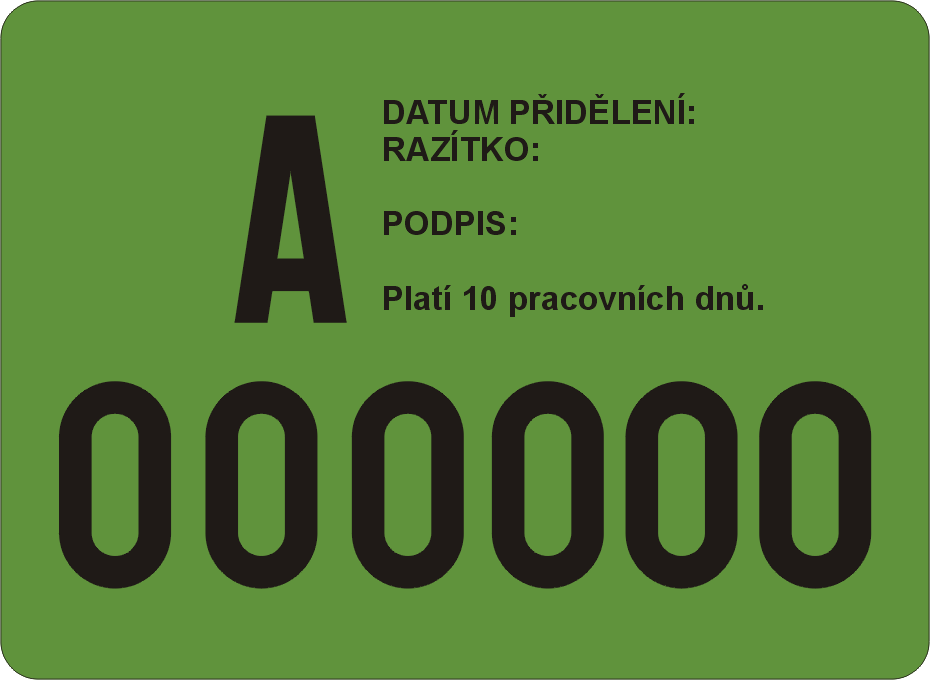 A
DATUM PŘIDĚLENÍ:
RAZÍTKO:
PODPIS:
Platí 10 pracovních dnů.
000000